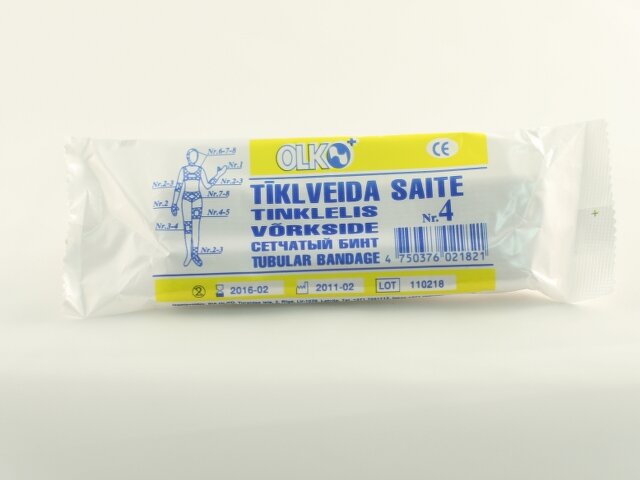 OLKO+
CE
Nr.6-7-8
Nr.1
Nr.2-3
Nr.2-3
Nr.7-8
Nr.2
Nr.4-5
Nr.3-4
Nr.2-3
TĪKLVEIDA SAITE
TINKLELIS
Nr.4
VÕRKSIDE
СЕТЧАТЫЙ БИНТ
TUBULAR BANDAGE
4 750376 021821
2 2016-02 2011-02 LOT 110218